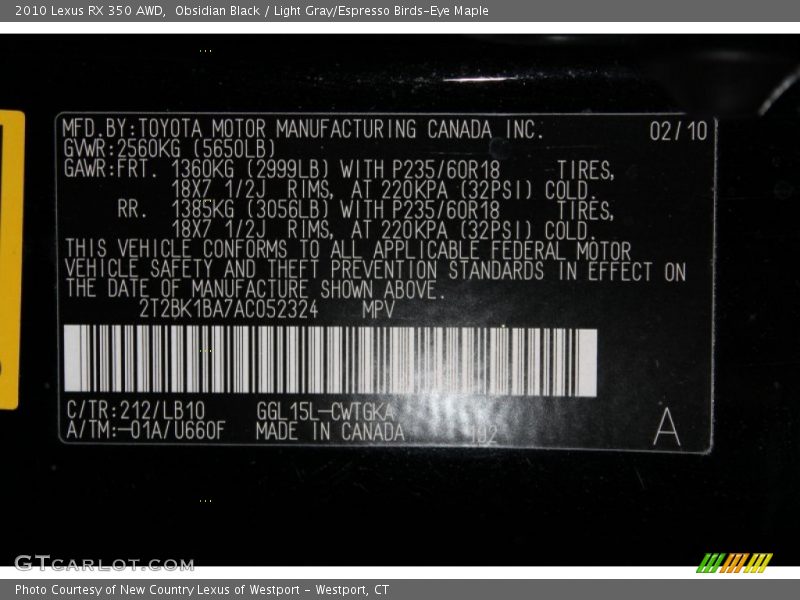 2010 Lexus RX 350 AWD,  Obsidian Black / Light Gray/Espresso Birds-Eye Maple
MFD.BY:TOYOTA MOTOR MANUFACTURING CANADA INC. 02/10
GVWR:2560KG (5650LB)
GAWR:FRT. 1360KG (2999LB) WITH P235/60R18 TIRES,
18X7 1/2J RIMS, AT 220KPA (32PSI) COLD.
RR. 1385KG (3056LB) WITH P235/60R18 TIRES,
18X7 1/2J RIMS, AT 220KPA (32PSI) COLD.
THIS VEHICLE CONFORMS TO ALL APPLICABLE FEDERAL MOTOR
VEHICLE SAFETY AND THEFT PREVENTION STANDARDS IN EFFECT ON
THE DATE OF MANUFACTURE SHOWN ABOVE.
2T2BK1BA7AC052324 MPV
C/TR:212/LB10 GGL15L-CWTGKA
A/TM:-01A/U660F MADE IN CANADA 192 A
GTCARLOT.COM
Photo Courtesy of New Country Lexus of Westport - Westport, CT